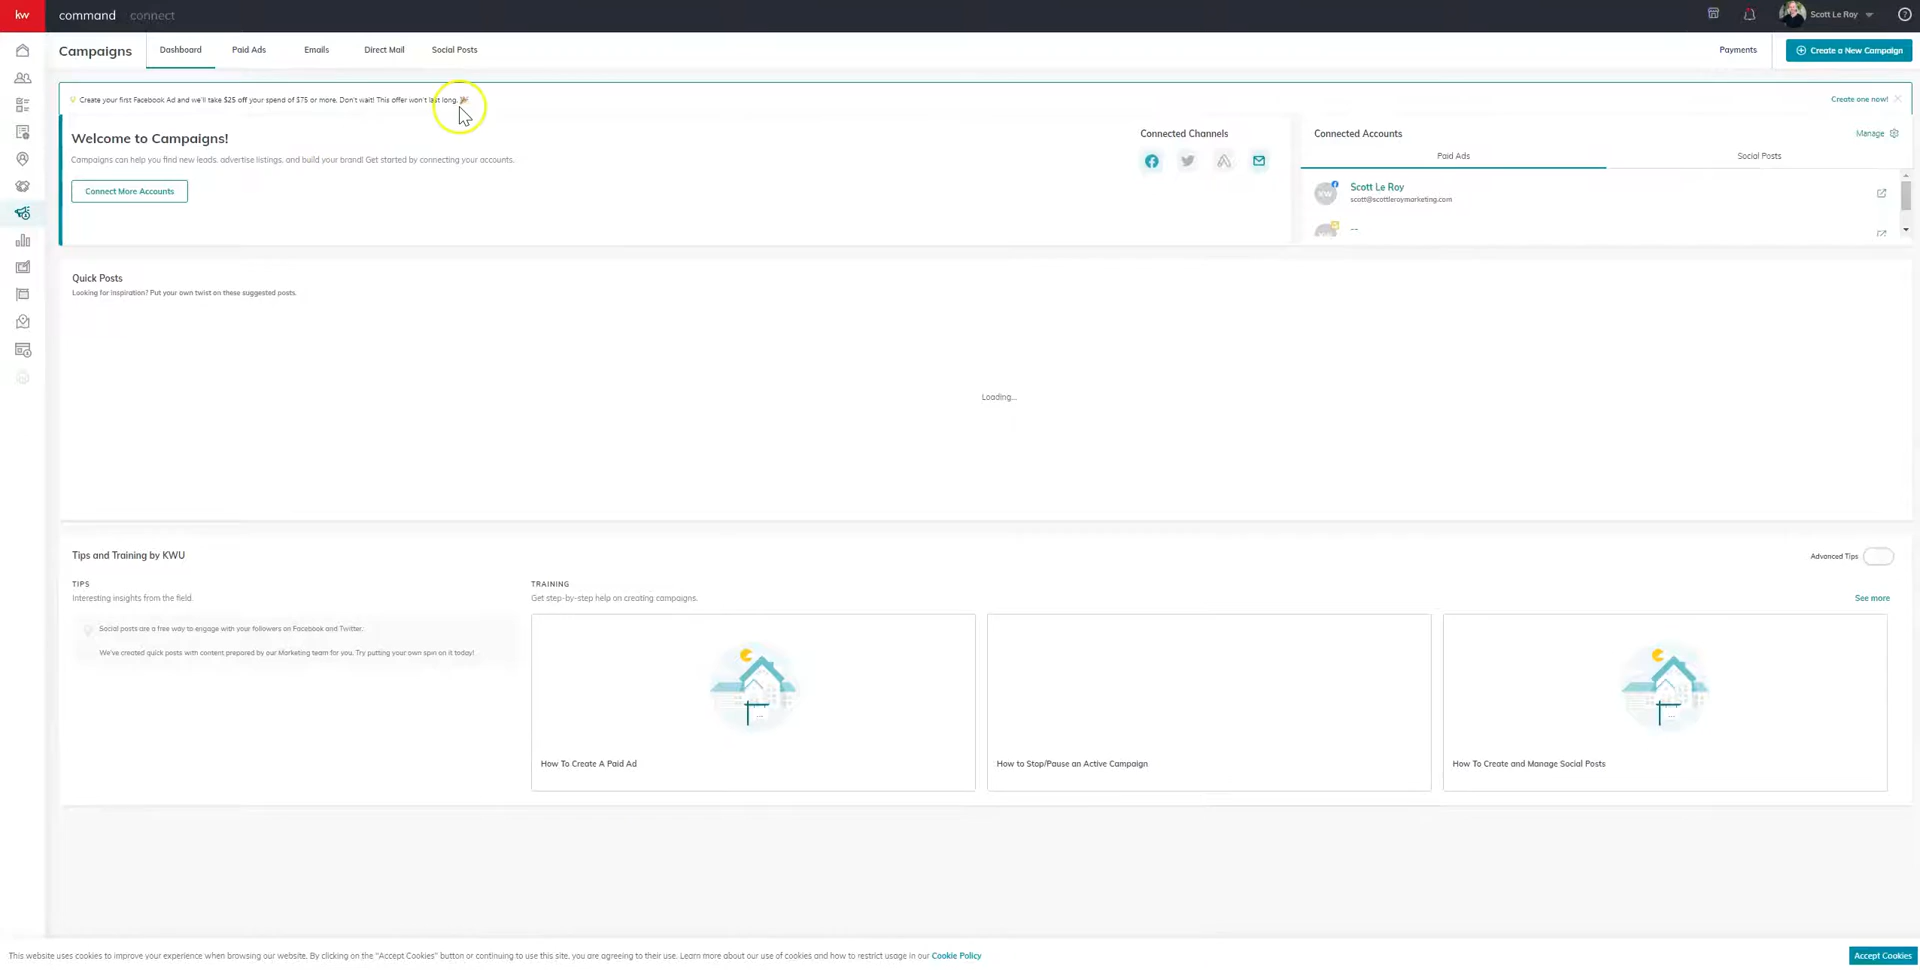 kw command connect Scott Le Roy
Campaigns Dashboard Paid Ads Emails Direct Mail Social Posts Payments Create a New Campaign
Create your first Facebook Ad and we'll take $25 off your spend of $75 or more. Don't wait! This offer won't last long. Create one now!
Welcome to Campaigns!
Campaigns can help you find new leads, advertise listings, and build your brand! Get started by connecting your accounts.
Connect More Accounts
Connected Channels
Connected Accounts Manage
Paid Ads Social Posts
Scott Le Roy
scott@scottleroymarketing.com
--
Quick Posts
Looking for inspiration? Put your own twist on these suggested posts.
Loading...
Tips and Training by KWU Advanced Tips
TIPS
Interesting insights from the field.
Social posts are a free way to engage with your followers on Facebook and Twitter.
We've created quick posts with content prepared by our Marketing team for you. Try putting your own spin on it today!
TRAINING
Get step-by-step help on creating campaigns. See more
How To Create A Paid Ad
How to Stop/Pause an Active Campaign
How To Create and Manage Social Posts
This website uses cookies to improve your experience when browsing our website. By clicking on the "Accept Cookies" button or continuing to use this site, you are agreeing to their use. Learn more about our use of cookies and how to restrict usage in our Cookie Policy Accept Cookies